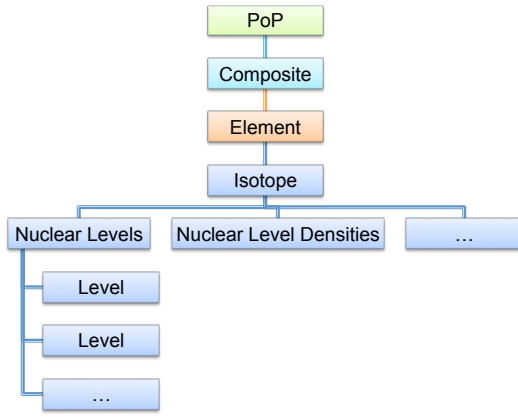 PoP
Composite
Element
Isotope
Nuclear Levels
Nuclear Level Densities
…
Level
Level
…